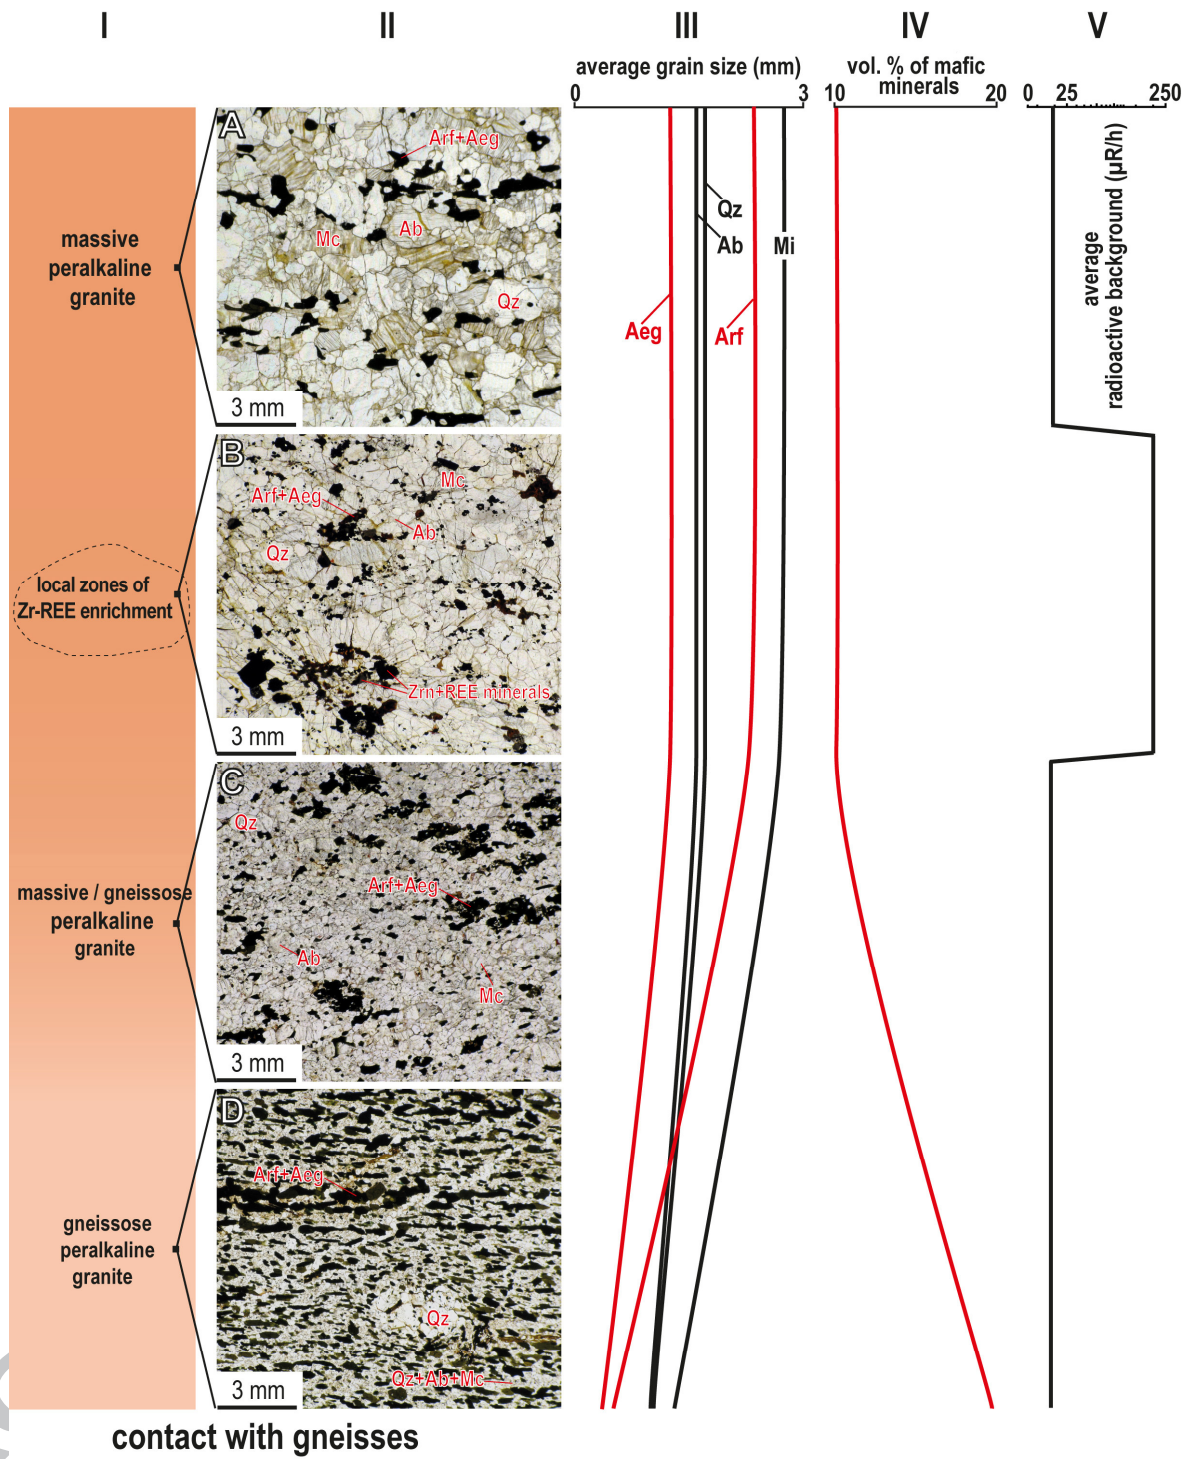 I
II
III
IV
V
average grain size (mm)
0
3
vol. % of mafic
minerals
10
20
0
25
250
average
radioactive background (μR/h)
massive
peralkaline
granite
A
Arf+Aeg
Mc
Ab
Qz
3 mm
Qz
Ab
Mi
Aeg
Arf
local zones of
Zr-REE enrichment
B
Mc
Arf+Aeg
Ab
Qz
Zrn+REE minerals
3 mm
massive / gneissose
peralkaline
granite
C
Qz
Arf+Aeg
Ab
Mc
3 mm
gneissose
peralkaline
granite
D
Arf+Aeg
Qz
Qz+Ab+Mc
3 mm
contact with gneisses